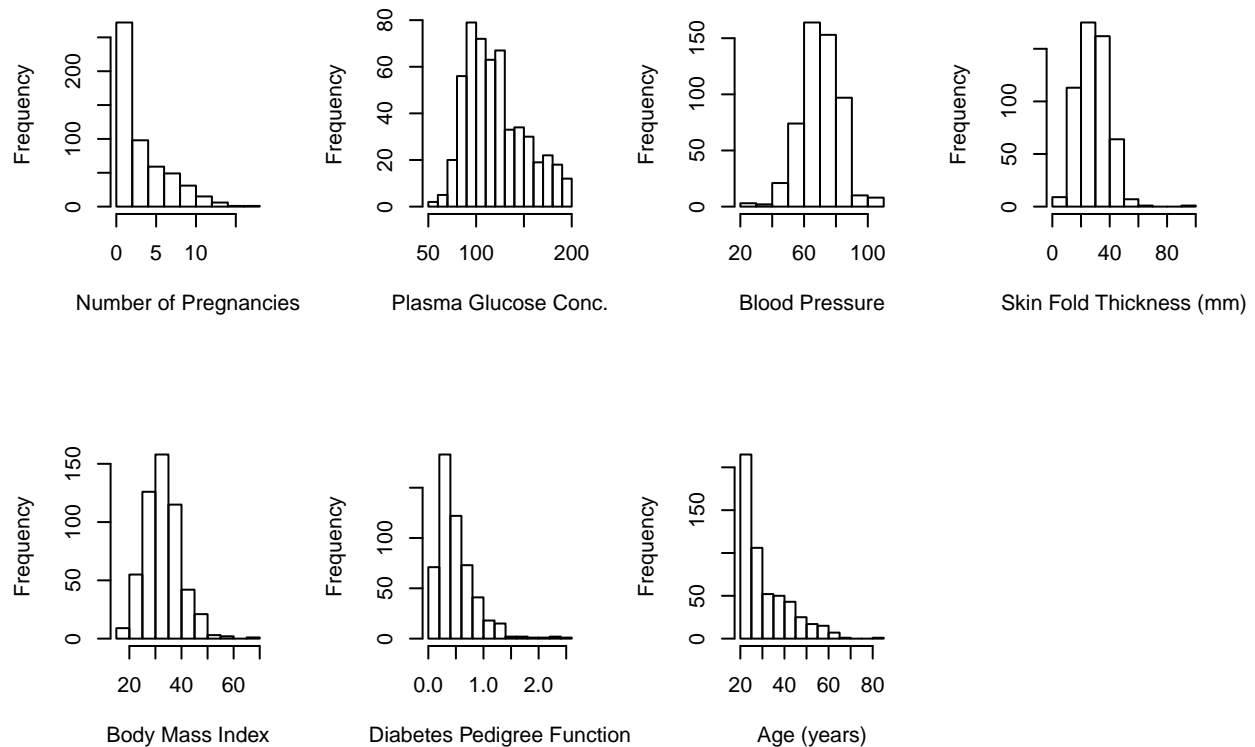 Frequency
0
100
200
0 5 10
Number of Pregnancies
Frequency
0
20
40
60
80
50 100 200
Plasma Glucose Conc.
Frequency
0
50
100
150
20 60 100
Blood Pressure
Frequency
0
50
100
0 40 80
Skin Fold Thickness (mm)
Frequency
0
50
100
150
20 40 60
Body Mass Index
Frequency
0
50
100
0.0 1.0 2.0
Diabetes Pedigree Function
Frequency
0
50
150
20 40 60 80
Age (years)